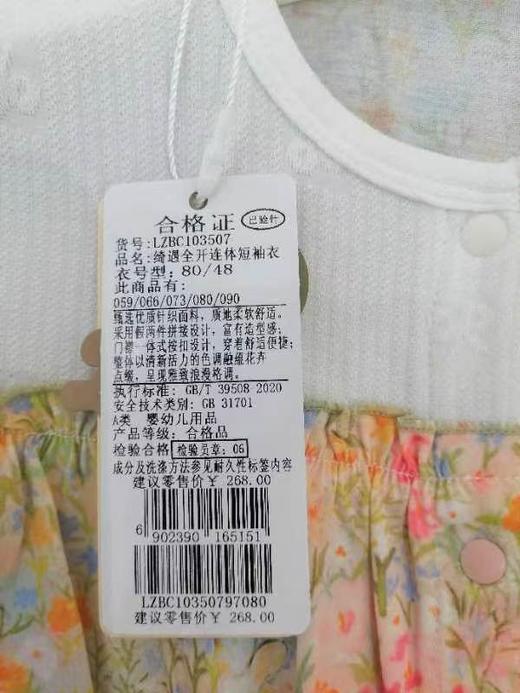 合格证 已验针
货号:LZBC103507
品名:绮遇全开连体短袖衣
衣号型:80/48
此商品有:
059/066/073/080/090
甄选优质针织面料，质地柔软舒适。
采用假两件拼接设计，富有造型感；
门襟一体式按扣设计，穿着舒适便捷；
整体以清新活力的色调融缀花卉
点缀，呈现雅致浪漫格调。
执行标准: GB/T 39508-2020
安全技术类别: GB 31701
A类 婴幼儿用品
产品等级: 合格品
检验合格 检验员章: 06
成分及洗涤方法参见耐久性标签内容
建议零售价￥ 268.00
6 902390 165151
LZBC10350797080
建议零售价￥ 268.00